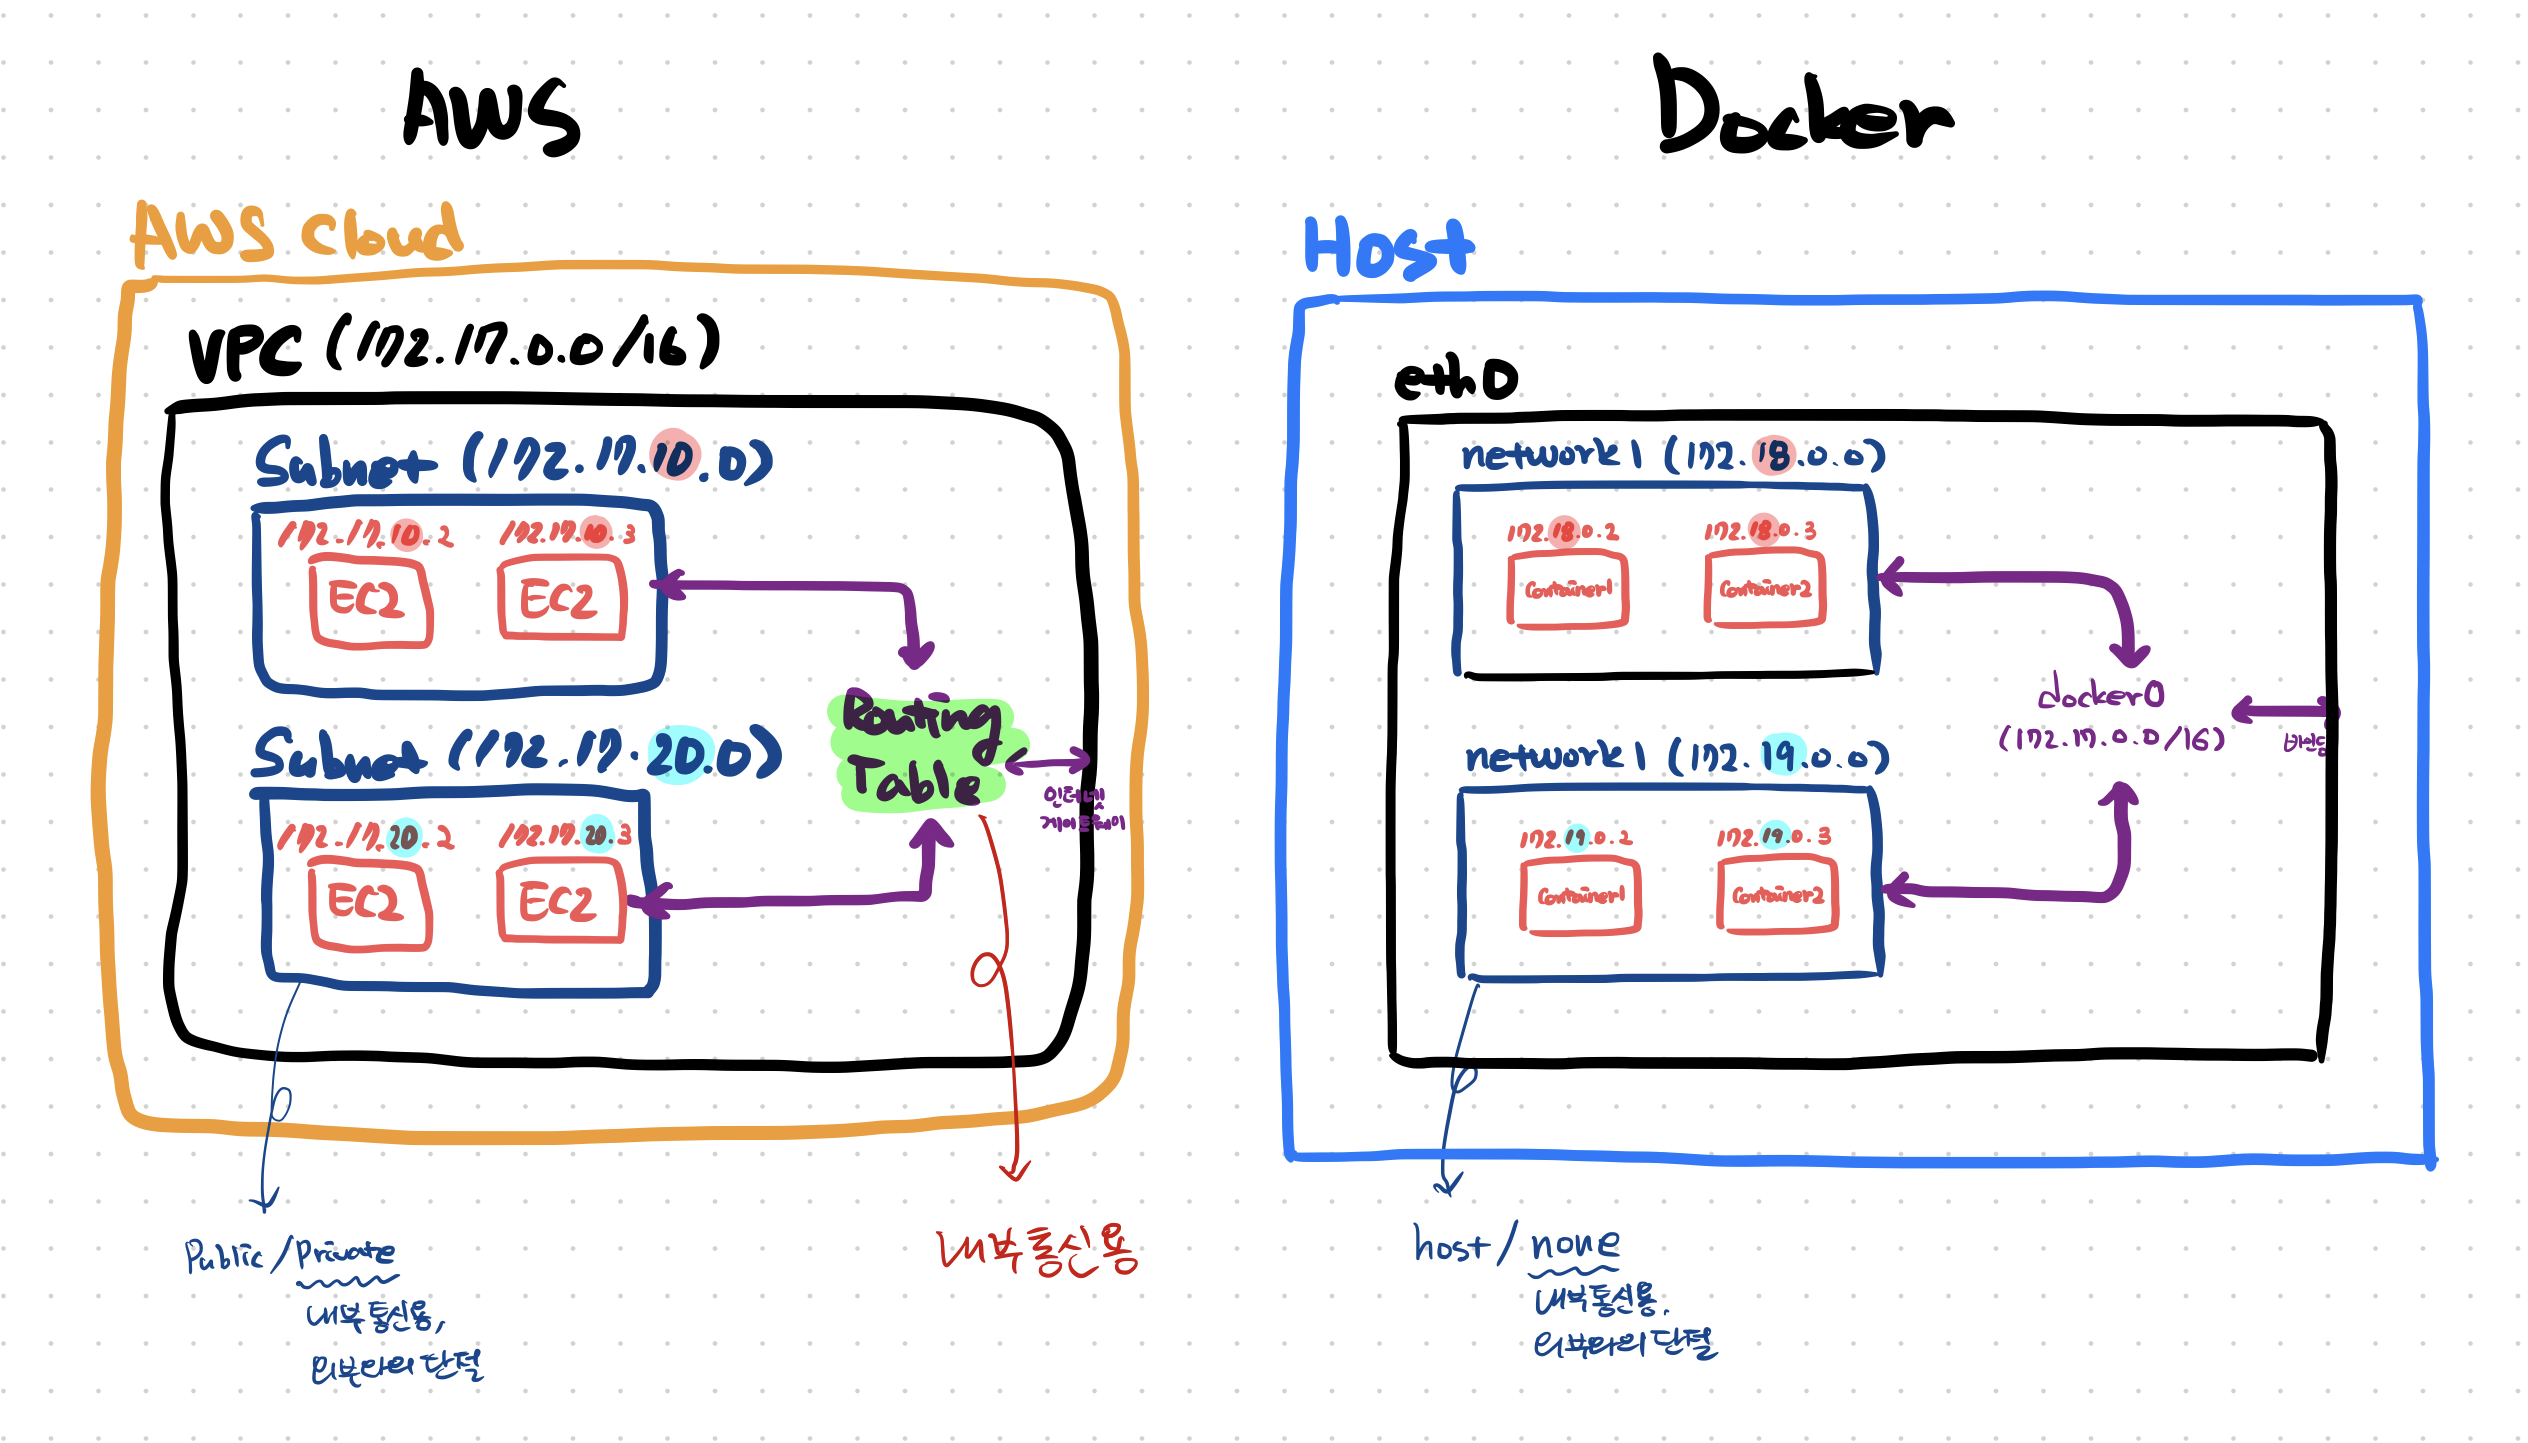 AWS
AWS cloud
VPC (172.17.0.0/16)
Subnet (172.17.10.0)
172.17.10.2
172.17.10.3
EC2
EC2
Subnet (172.17.20.0)
172.17.20.2
172.17.20.3
EC2
EC2
Routing
Table
인터넷
게이트웨이
Public/Private
내부통신용,
외부와의 단절
내부통신용
Docker
Host
eth0
network1 (172.18.0.0)
172.18.0.2
172.18.0.3
Container1
Container2
network1 (172.19.0.0)
172.19.0.2
172.19.0.3
Container1
Container2
docker0
(172.17.0.0/16)
바인딩
host/none
내부통신용,
외부와의 단절